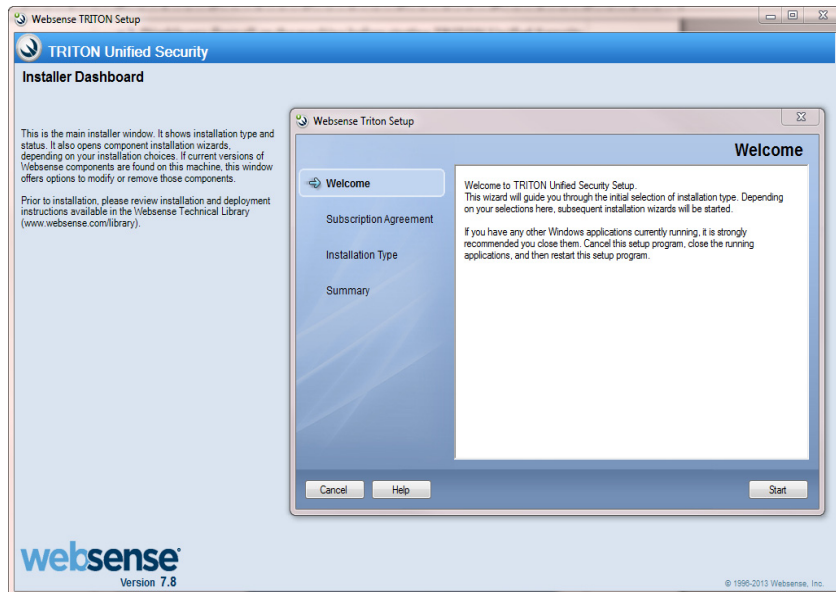 Websense TRITON Setup
TRITON Unified Security
Installer Dashboard
This is the main installer window. It shows installation type and
status. It also opens component installation wizards,
depending on your installation choices. If current versions of
Websense components are found on this machine, this window
offers options to modify or remove those components.
Prior to installation, please review installation and deployment
instructions available in the Websense Technical Library
(www.websense.com/library).
Websense Triton Setup
Welcome
Welcome
Subscription Agreement
Installation Type
Summary
Welcome to TRITON Unified Security Setup.
This wizard will guide you through the initial selection of installation type. Depending
on your selections here, subsequent installation wizards will be started.
If you have any other Windows applications currently running, it is strongly
recommended you close them. Cancel this setup program, close the running
applications, and then restart this setup program.
Cancel
Help
Start
websense
Version 7.8
© 1996-2013 Websense, Inc.